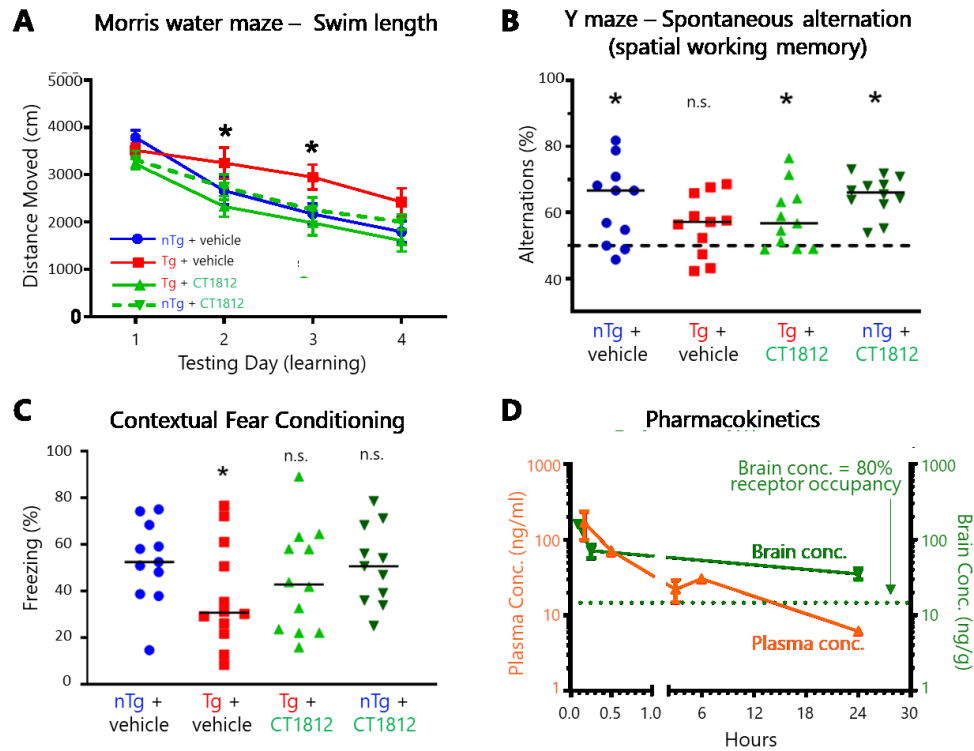 A
Morris water maze – Swim length
Distance Moved (cm)
5000
4000
3000
2000
1000
0
nTg + vehicle
Tg + vehicle
Tg + CT1812
nTg + CT1812
*
*
1 2 3 4
Testing Day (learning)
B
Y maze – Spontaneous alternation
(spatial working memory)
Alternations (%)
100
80
60
40
* n.s. * *
nTg + Tg + Tg + nTg +
vehicle vehicle CT1812 CT1812
C
Contextual Fear Conditioning
Freezing (%)
100
80
60
40
20
0
* n.s. n.s.
nTg + Tg + Tg + nTg +
vehicle vehicle CT1812 CT1812
D
Pharmacokinetics
Plasma Conc. (ng/ml)
1000
100
10
1
Brain conc. = 80%
receptor occupancy
Brain conc.
Plasma conc.
1000
100
10
1
Brain Conc. (ng/g)
0.0 0.5 1.0 6 12 18 24 30
Hours